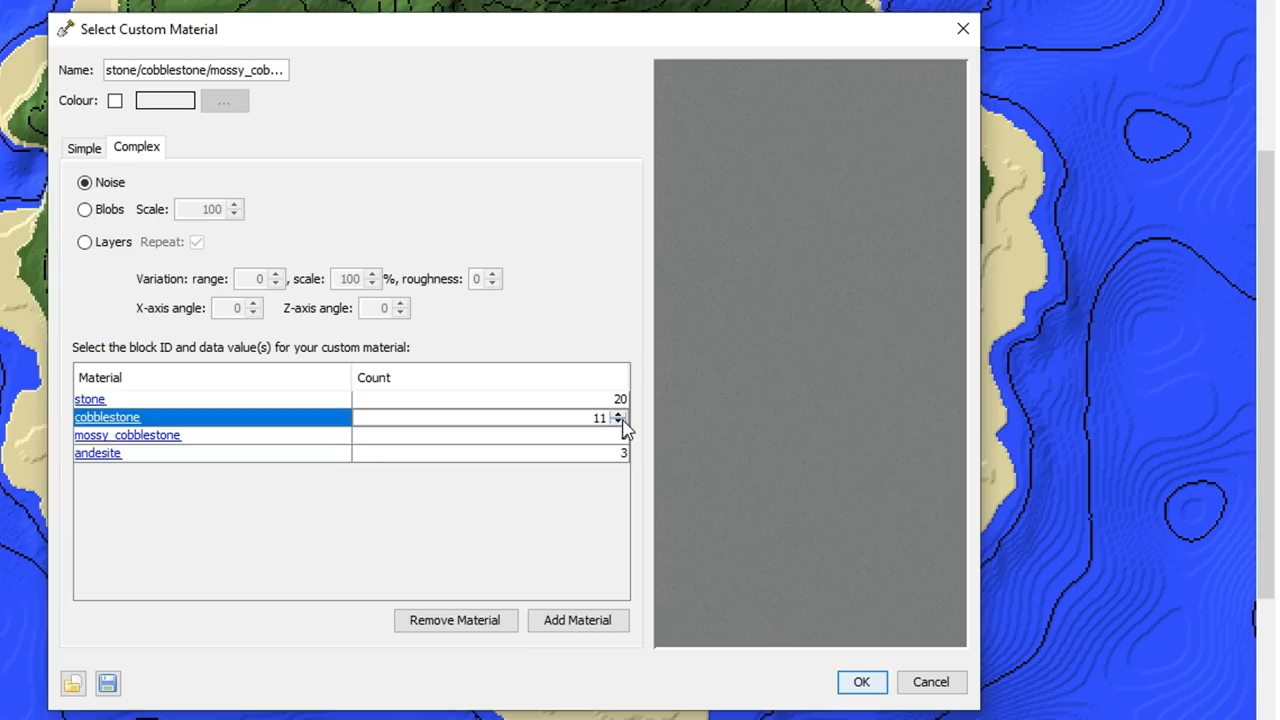 Select Custom Material
Name: stone/cobblestone/mossy_cob...
Colour: ...
Simple Complex
Noise
Blobs Scale: 100
Layers Repeat:
Variation: range: 0 , scale: 100 %, roughness: 0
X-axis angle: 0 Z-axis angle: 0
Select the block ID and data value(s) for your custom material:
Material Count
stone 20
cobblestone 11
mossy_cobblestone
andesite 3
Remove Material Add Material
OK Cancel